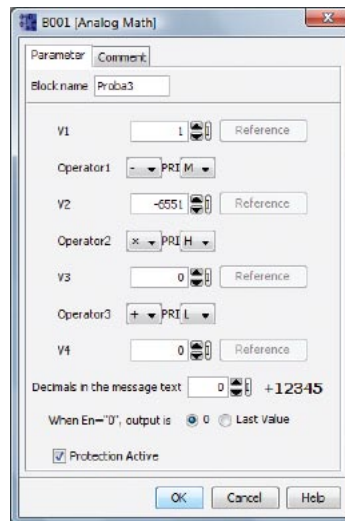 B001 [Analog Math]
Parameter Comment
Block name Proba3
V1 1 Reference
Operator1 - PRI M
V2 -6551 Reference
Operator2 × PRI H
V3 0 Reference
Operator3 + PRI L
V4 0 Reference
Decimals in the message text 0 +12345
When En="0", output is 0 Last Value
Protection Active
OK Cancel Help